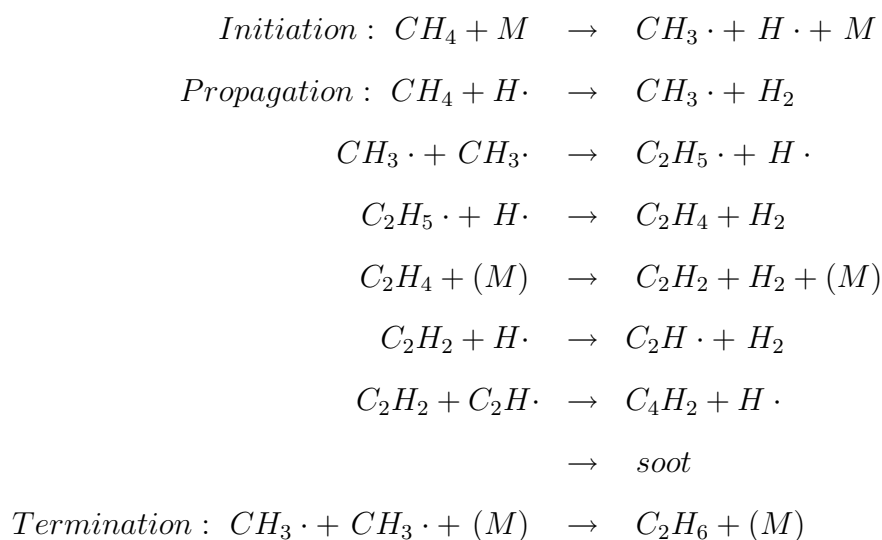 Initiation : CH₄ + M → CH₃ · + H · + M
Propagation : CH₄ + H· → CH₃ · + H₂
CH₃ · + CH₃· → C₂H₅ · + H ·
C₂H₅ · + H· → C₂H₄ + H₂
C₂H₄ + (M) → C₂H₂ + H₂ + (M)
C₂H₂ + H· → C₂H · + H₂
C₂H₂ + C₂H· → C₄H₂ + H ·
→ soot
Termination : CH₃ · + CH₃ · + (M) → C₂H₆ + (M)